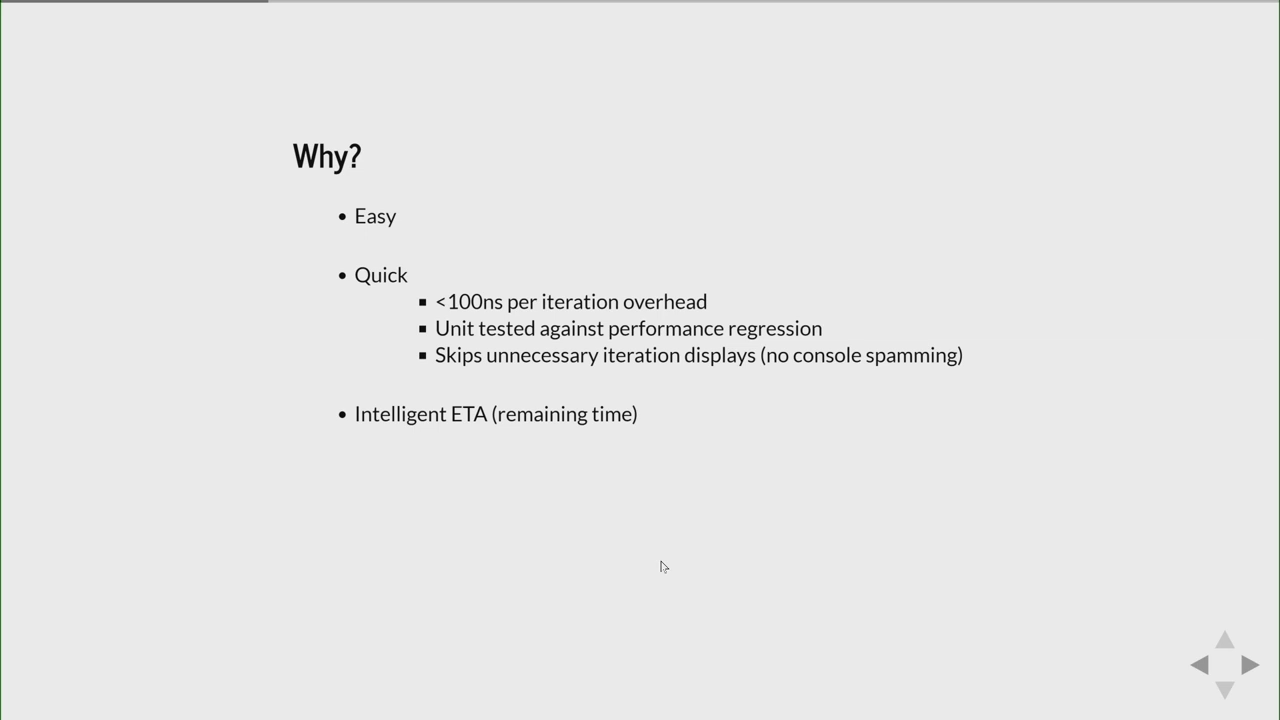 Why?
• Easy
• Quick
▪ <100ns per iteration overhead
▪ Unit tested against performance regression
▪ Skips unnecessary iteration displays (no console spamming)
• Intelligent ETA (remaining time)